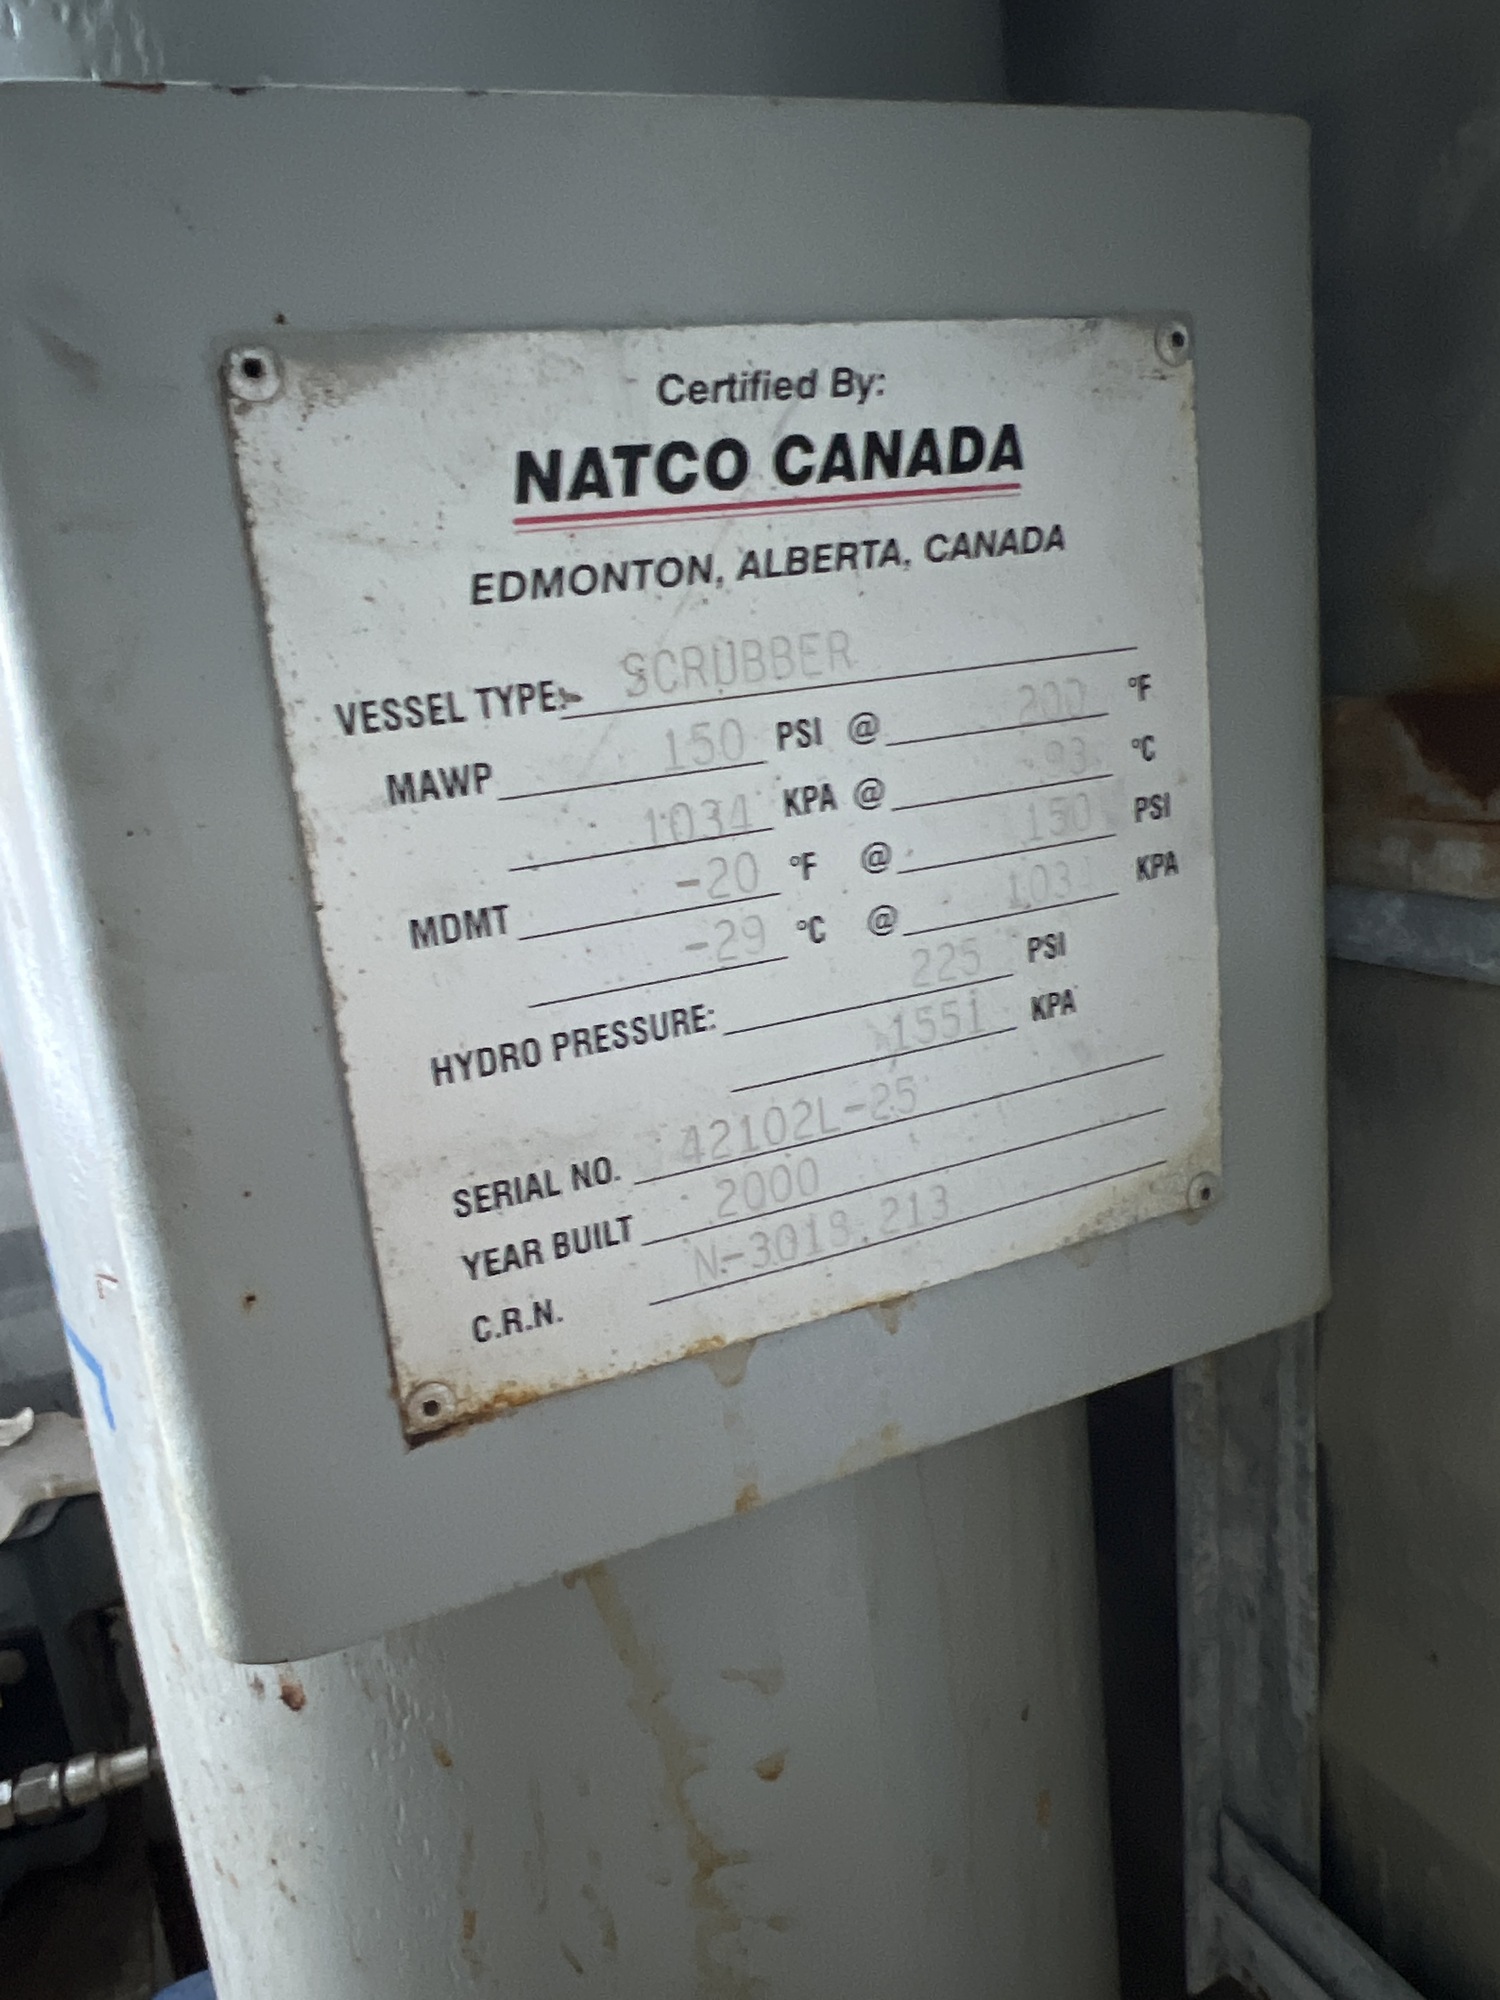 Certified By:
NATCO CANADA
EDMONTON, ALBERTA, CANADA
VESSEL TYPE: SCRUBBER
MAWP 150 PSI @ 200 °F
1034 KPA @ 93 °C
MDMT -20 °F @ 150 PSI
-29 °C @ 1034 KPA
HYDRO PRESSURE: 225 PSI
1551 KPA
SERIAL NO. 42102L-25
YEAR BUILT 2000
C.R.N. N-3018.213